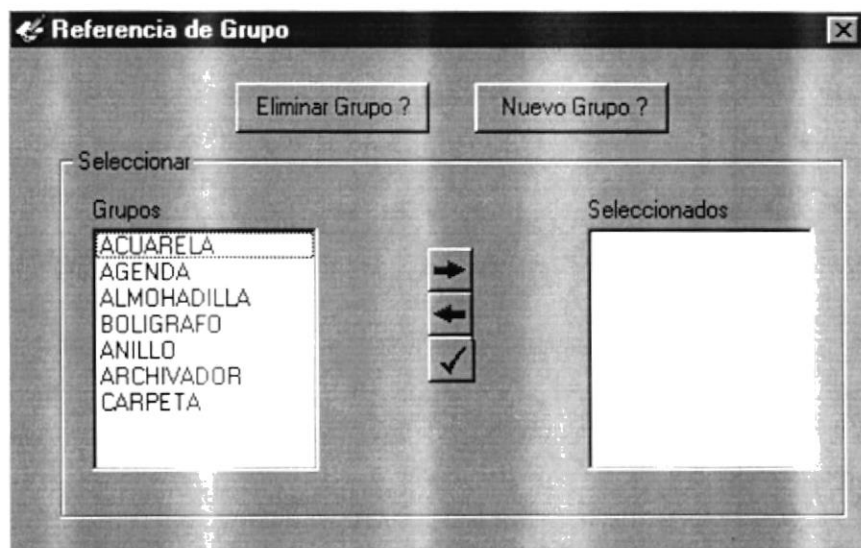 Referencia de Grupo
Eliminar Grupo ? Nuevo Grupo ?
Seleccionar
Grupos Seleccionados
ACUARELA
AGENDA
ALMOHADILLA
BOLIGRAFO
ANILLO
ARCHIVADOR
CARPETA